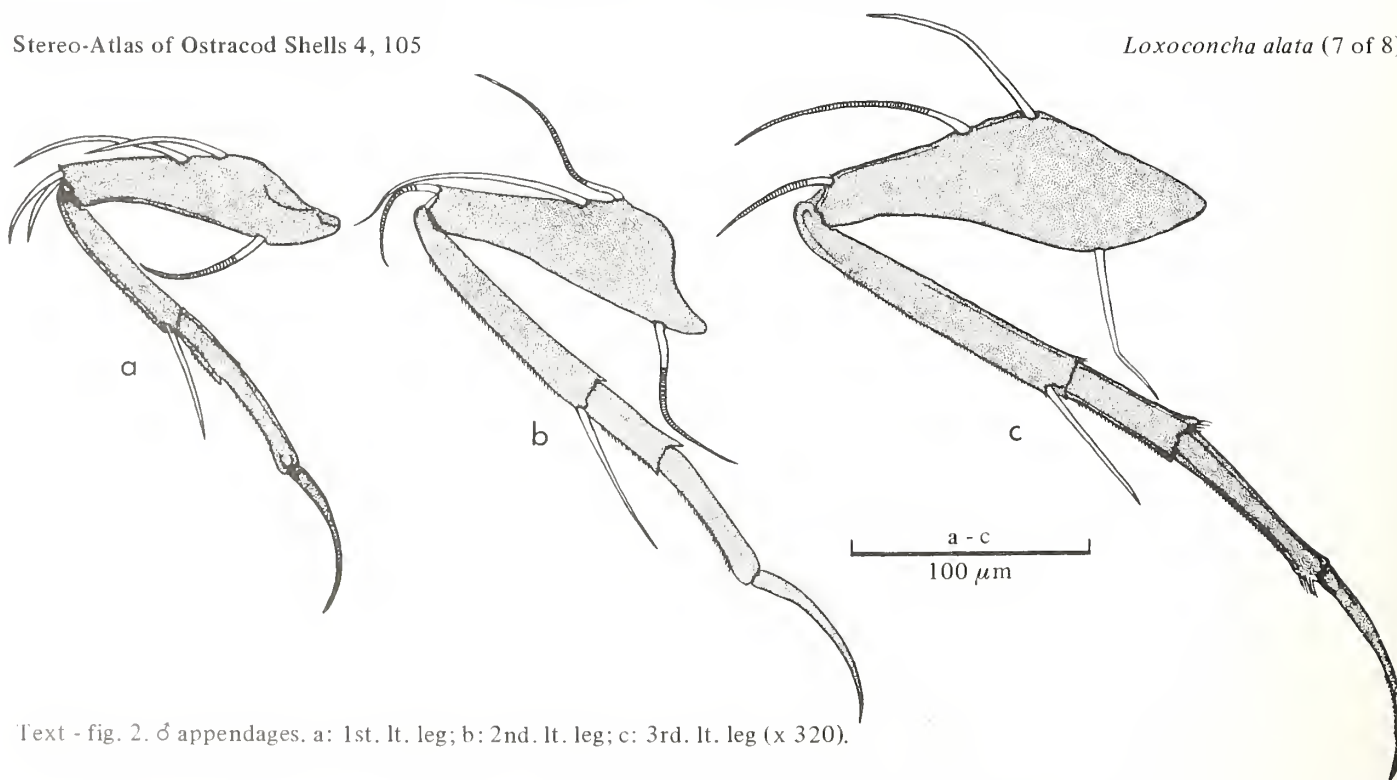 Stereo-Atlas of Ostracod Shells 4, 105
Loxoconcha alata (7 of 8
a
b
c
a - c
100 μm
Text - fig. 2. ♂ appendages. a: 1st. lt. leg; b: 2nd. lt. leg; c: 3rd. lt. leg (x 320).